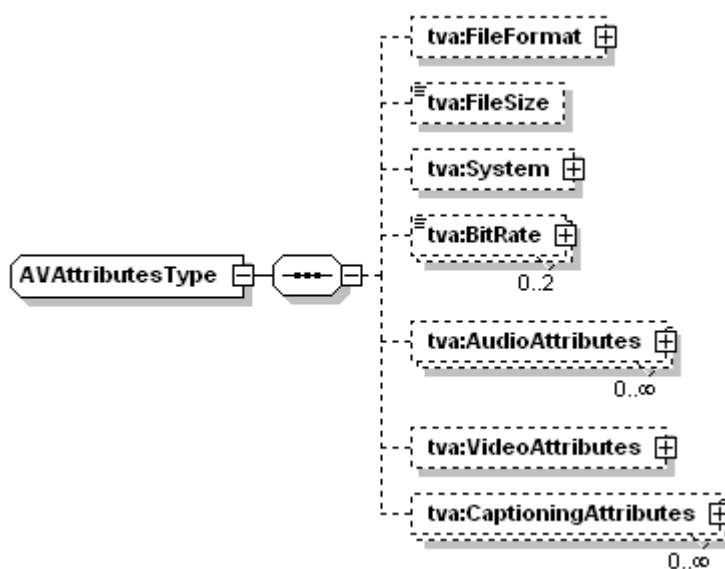 tva:FileFormat
tva:FileSize
tva:System
tva:BitRate
0..2
AVAttributesType
tva:AudioAttributes
0..∞
tva:VideoAttributes
tva:CaptioningAttributes
0..∞